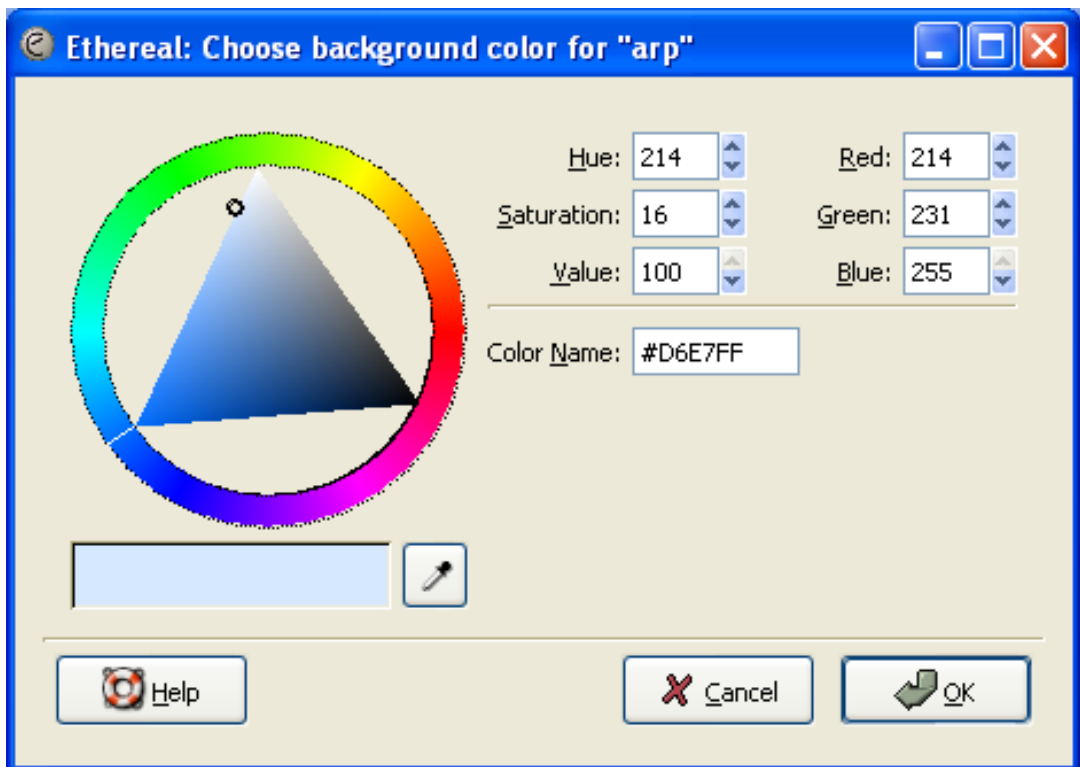 Ethereal: Choose background color for "arp"
Hue: 214 Red: 214
Saturation: 16 Green: 231
Value: 100 Blue: 255
Color Name: #D6E7FF
Help Cancel OK